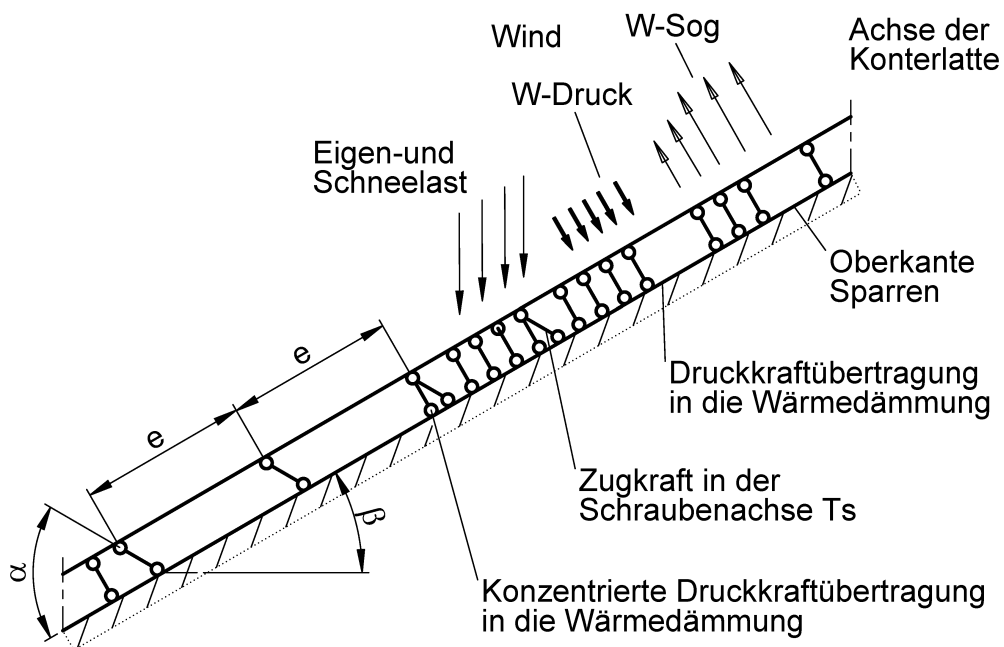 Wind
W-Sog
Achse der
Konterlatte
W-Druck
Eigen-und
Schneelast
Oberkante
Sparren
e
e
Druckkraftübertragung
in die Wärmedämmung
Zugkraft in der
Schraubenachse Ts
α
β
Konzentrierte Druckkraftübertragung
in die Wärmedämmung